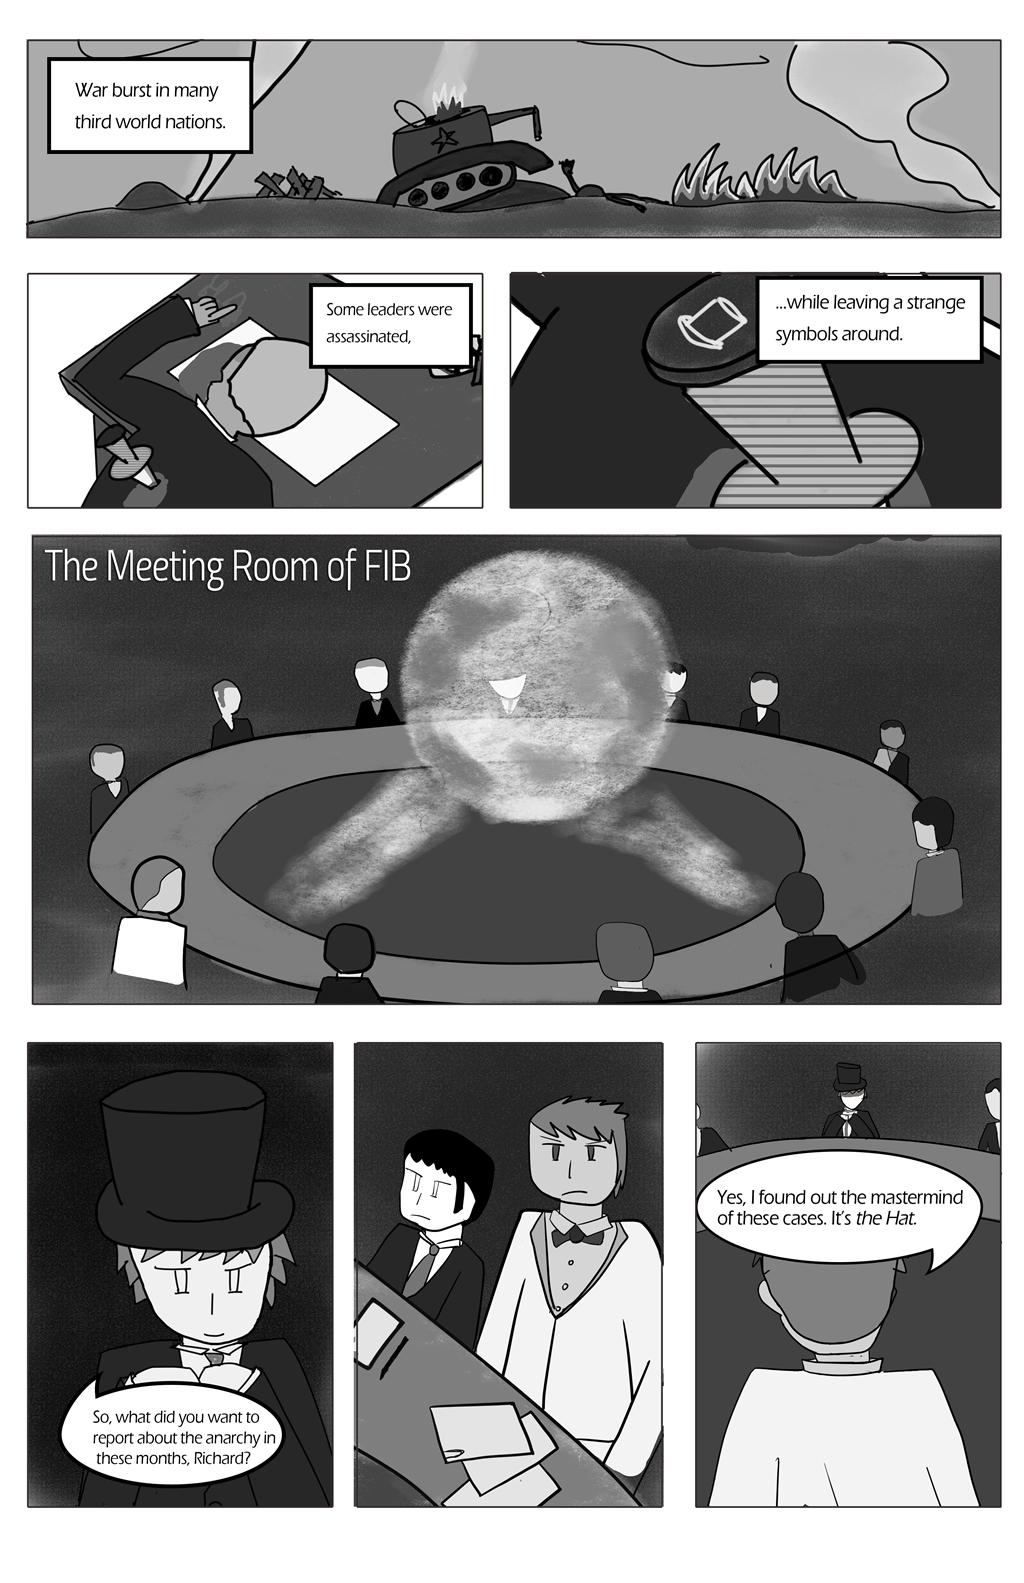 War burst in many
third world nations.
Some leaders were
assassinated,
...while leaving a strange
symbols around.
The Meeting Room of FIB
So, what did you want to
report about the anarchy in
these months, Richard?
Yes, I found out the mastermind
of these cases. It's the Hat.